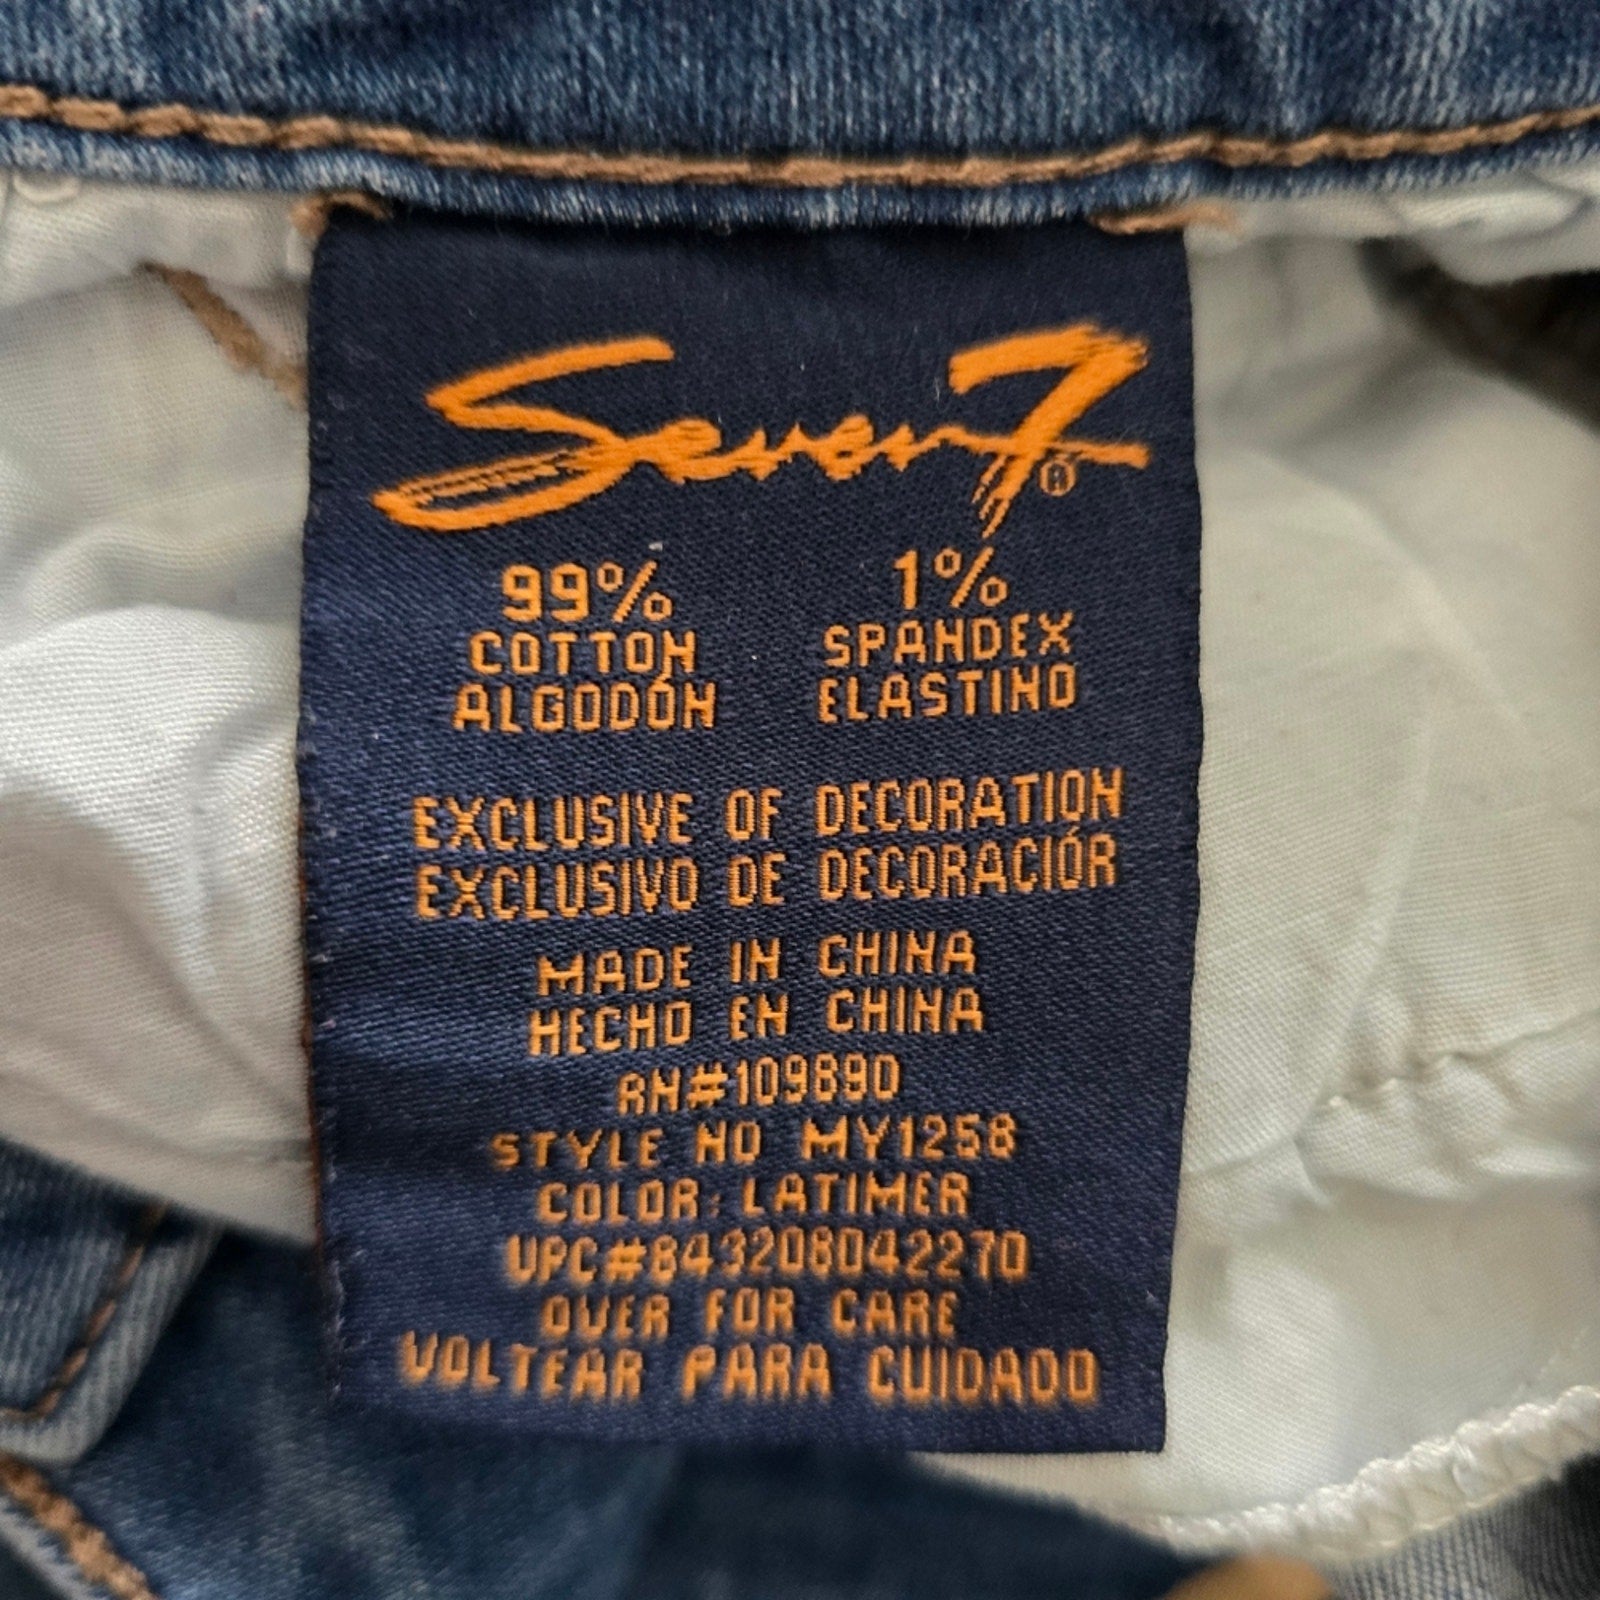 Seven7®
99% 1%
COTTON SPANDEX
ALGODÓN ELASTINO
EXCLUSIVE OF DECORATION
EXCLUSIVO DE DECORACIÓR
MADE IN CHINA
HECHO EN CHINA
RN#109890
STYLE NO MY1258
COLOR: LATIMER
UPC#843208042270
OVER FOR CARE
VOLTEAR PARA CUIDADO